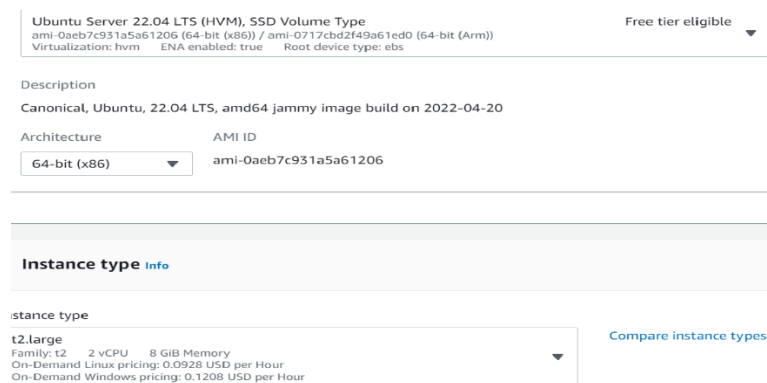 Ubuntu Server 22.04 LTS (HVM), SSD Volume Type Free tier eligible
ami-0aeb7c931a5a61206 (64-bit (x86)) / ami-0717cbd2f49a61ed0 (64-bit (Arm))
Virtualization: hvm ENA enabled: true Root device type: ebs
Description
Canonical, Ubuntu, 22.04 LTS, amd64 jammy image build on 2022-04-20
Architecture AMI ID
64-bit (x86) ami-0aeb7c931a5a61206
Instance type Info
stance type
t2.large Compare instance types
Family: t2 2 vCPU 8 GiB Memory
On-Demand Linux pricing: 0.0928 USD per Hour
On-Demand Windows pricing: 0.1208 USD per Hour